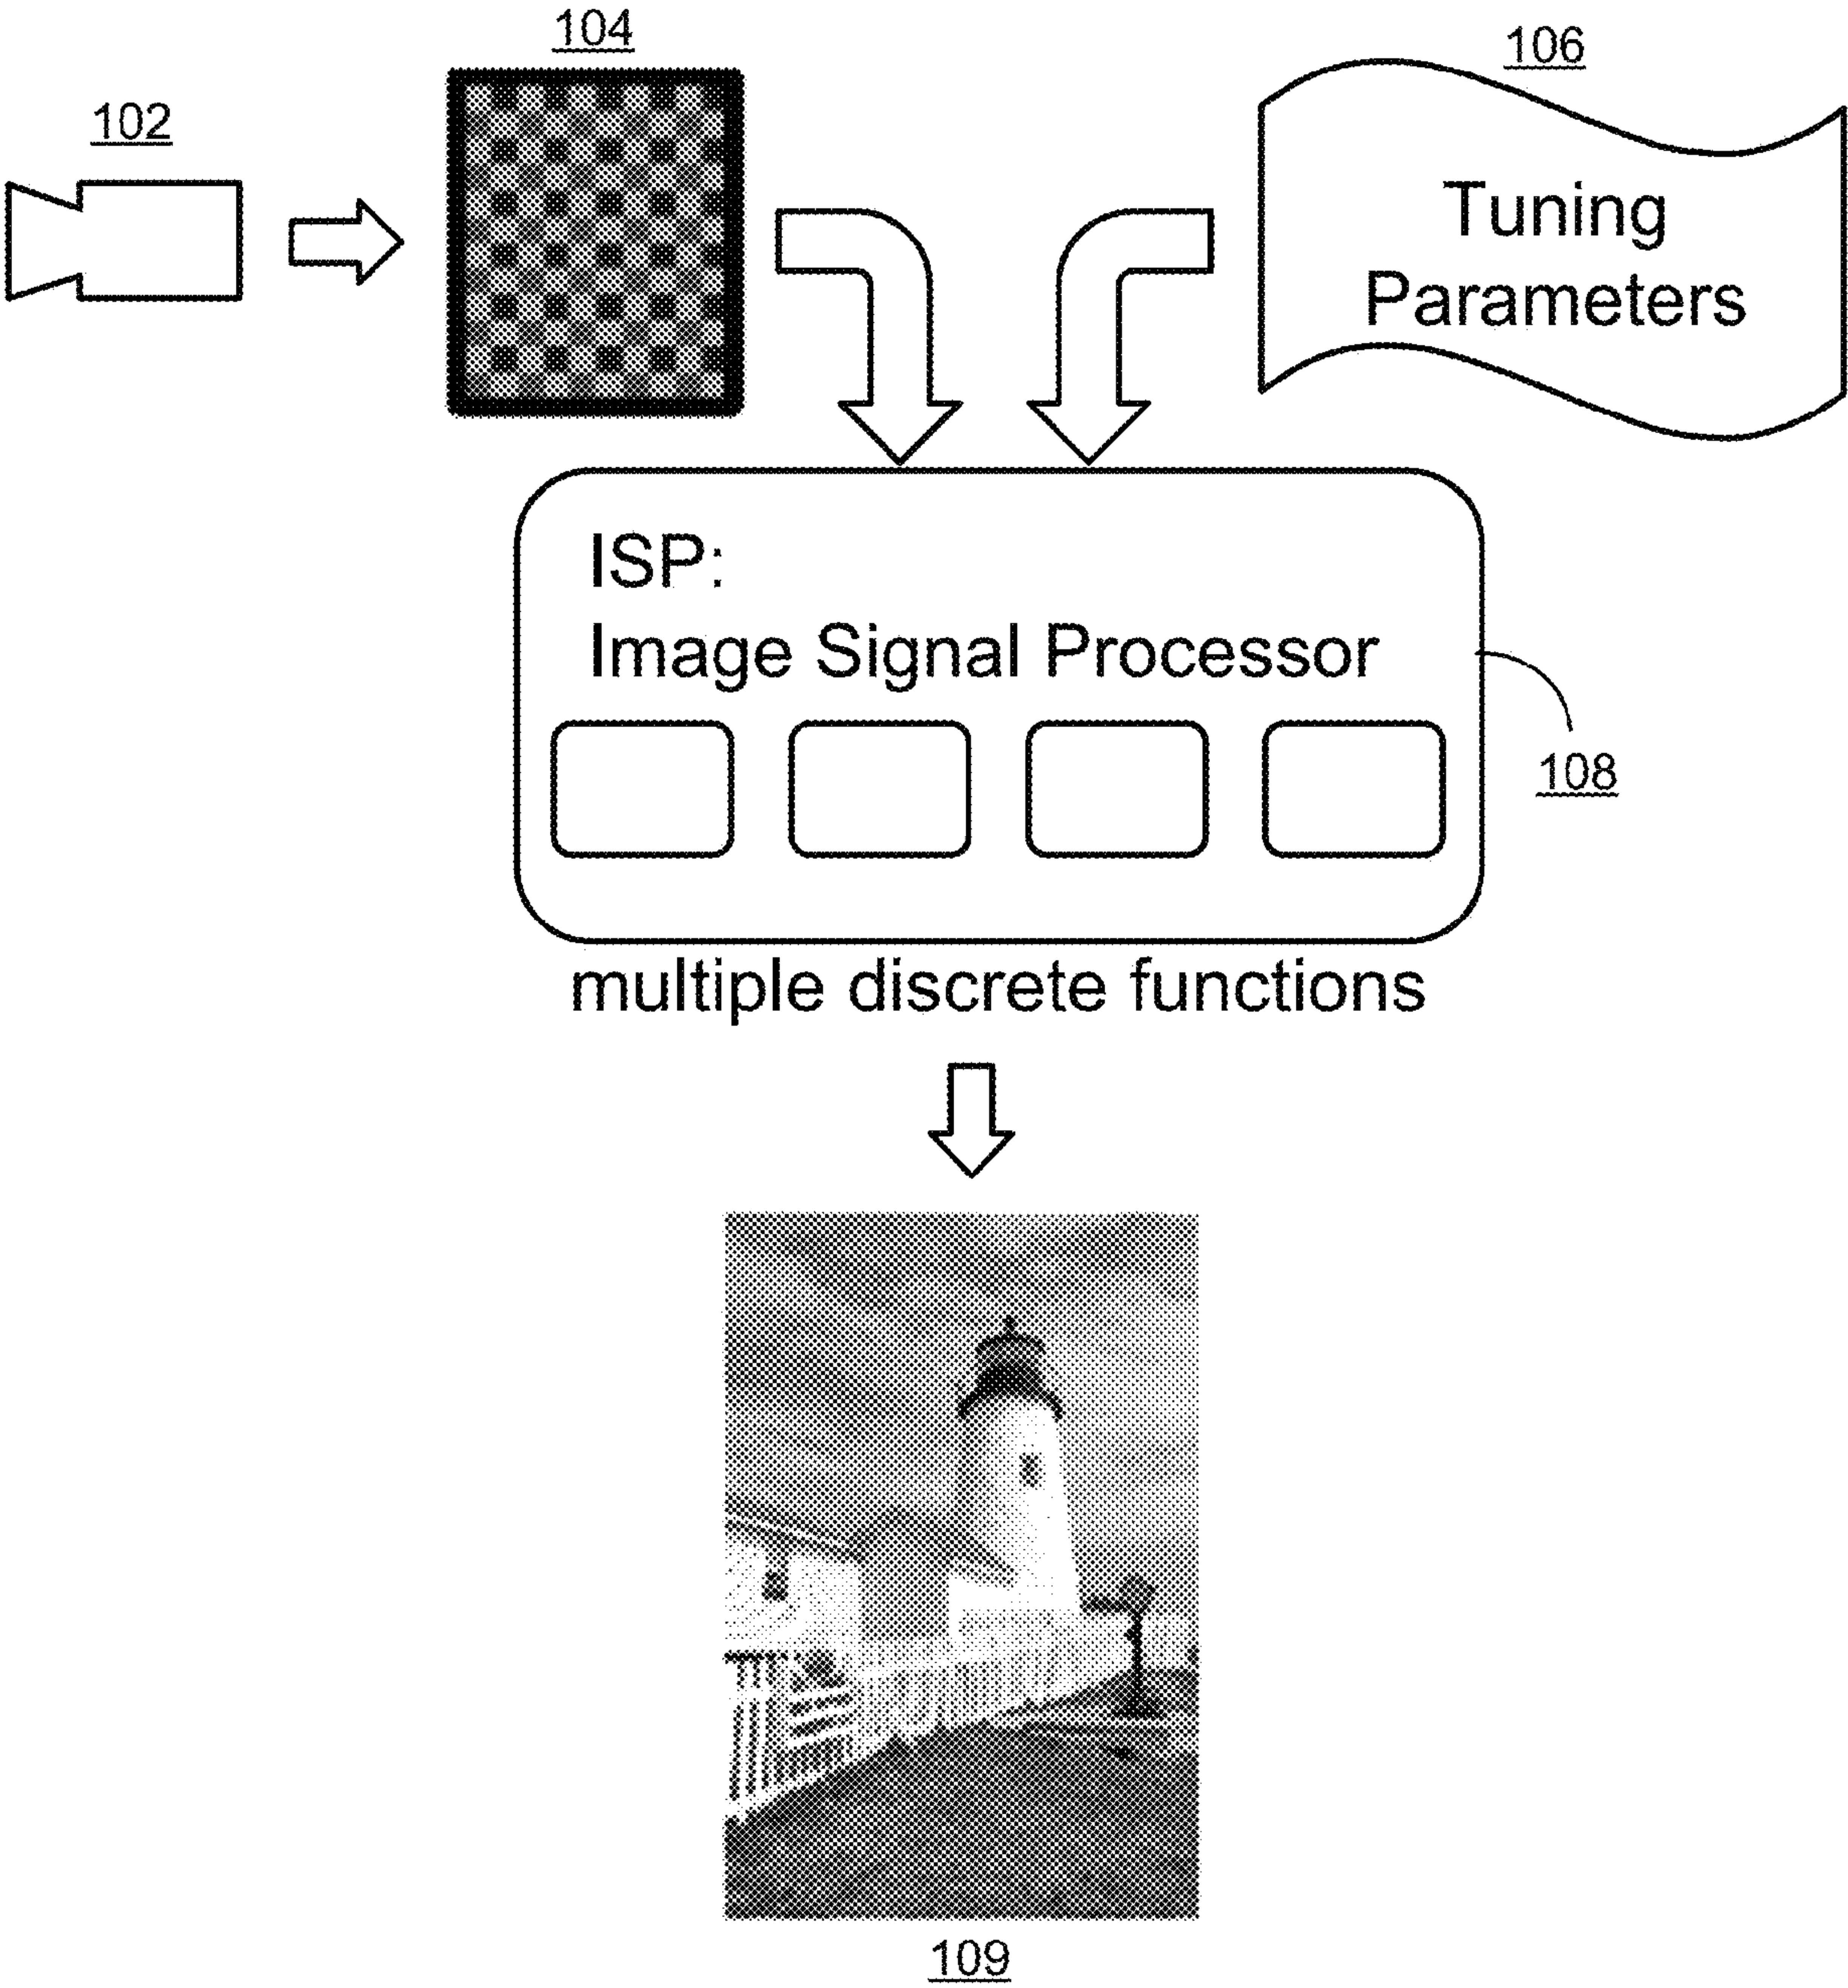 104
106
102
Tuning
Parameters
ISP:
Image Signal Processor
108
multiple discrete functions
109